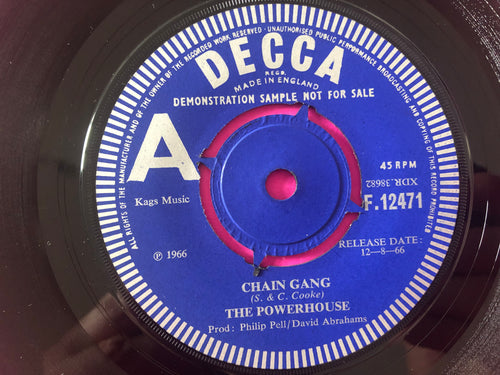 ALL RIGHTS OF THE MANUFACTURER AND OF THE OWNER OF THE RECORDED WORK RESERVED · UNAUTHORISED PUBLIC PERFORMANCE BROADCASTING AND COPYING OF THIS RECORD PROHIBITED
DECCA
REGD.
MADE IN ENGLAND
DEMONSTRATION SAMPLE NOT FOR SALE
A
45 RPM
XDR.38682
Kags Music
F.12471
℗ 1966
RELEASE DATE:
12-8-66
CHAIN GANG
(S. & C. Cooke)
THE POWERHOUSE
Prod: Philip Pell/David Abrahams